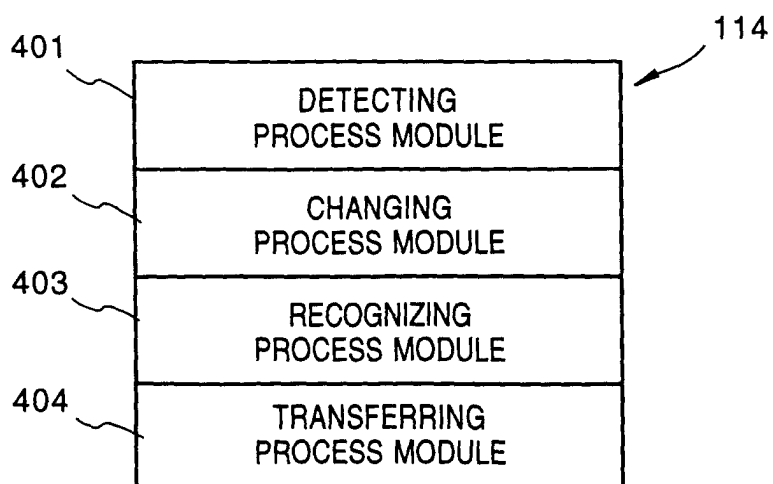 114
401
DETECTING
PROCESS MODULE
402
CHANGING
PROCESS MODULE
403
RECOGNIZING
PROCESS MODULE
404
TRANSFERRING
PROCESS MODULE